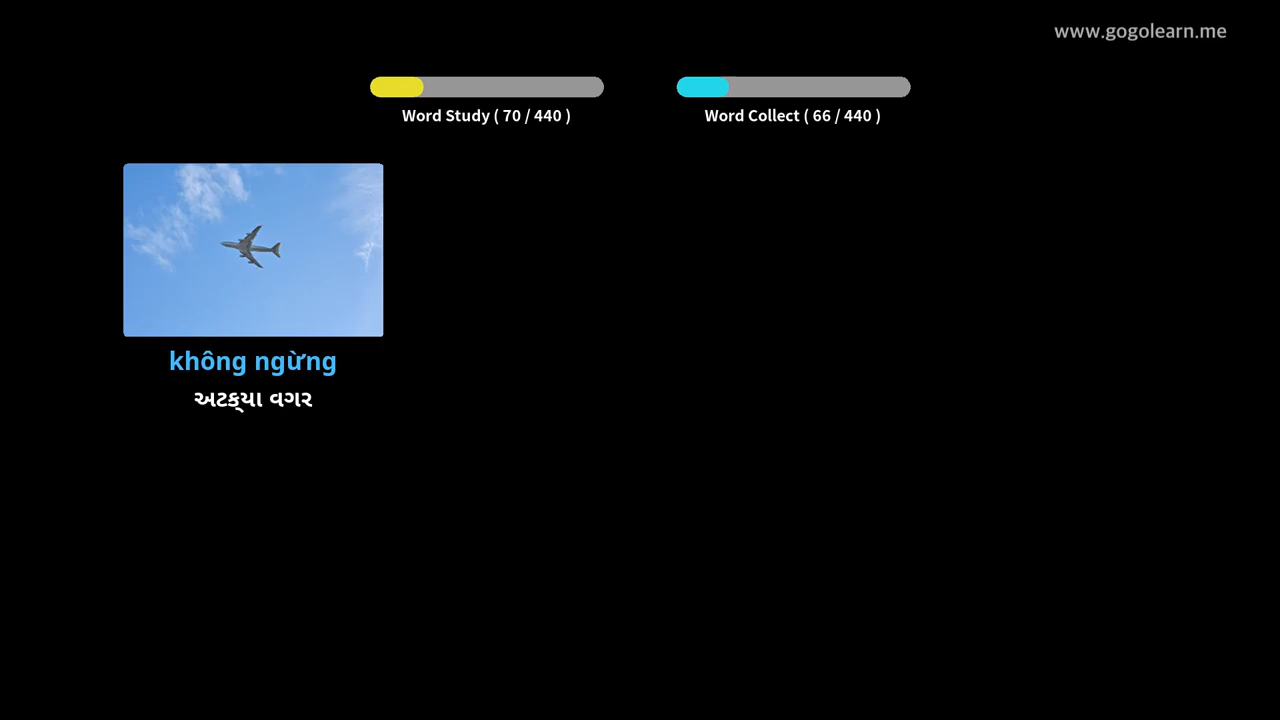 www.gogolearn.me
Word Study ( 70 / 440 )
Word Collect ( 66 / 440 )
không ngừng
અટક્યા વગર